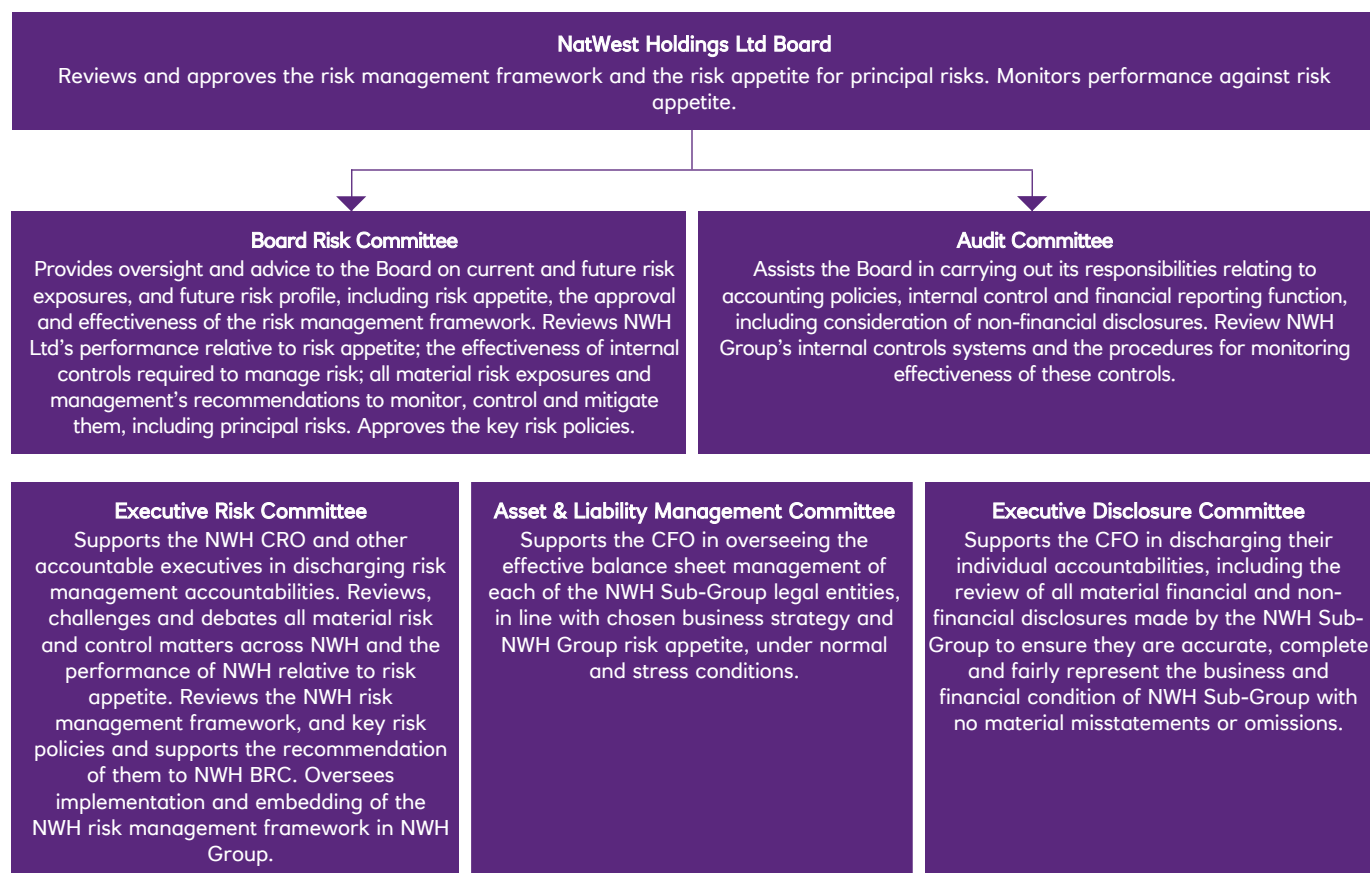 NatWest Holdings Ltd Board
Reviews and approves the risk management framework and the risk appetite for principal risks. Monitors performance against risk
appetite.
Board Risk Committee
Provides oversight and advice to the Board on current and future risk
exposures, and future risk profile, including risk appetite, the approval
and effectiveness of the risk management framework. Reviews NWH
Ltd’s performance relative to risk appetite; the effectiveness of internal
controls required to manage risk; all material risk exposures and
management’s recommendations to monitor, control and mitigate
them, including principal risks. Approves the key risk policies.
Audit Committee
Assists the Board in carrying out its responsibilities relating to
accounting policies, internal control and financial reporting function,
including consideration of non-financial disclosures. Review NWH
Group’s internal controls systems and the procedures for monitoring
effectiveness of these controls.
Executive Risk Committee
Supports the NWH CRO and other
accountable executives in discharging risk
management accountabilities. Reviews,
challenges and debates all material risk
and control matters across NWH and the
performance of NWH relative to risk
appetite. Reviews the NWH risk
management framework, and key risk
policies and supports the recommendation
of them to NWH BRC. Oversees
implementation and embedding of the
NWH risk management framework in NWH
Group.
Asset & Liability Management Committee
Supports the CFO in overseeing the
effective balance sheet management of
each of the NWH Sub-Group legal entities,
in line with chosen business strategy and
NWH Group risk appetite, under normal
and stress conditions.
Executive Disclosure Committee
Supports the CFO in discharging their
individual accountabilities, including the
review of all material financial and non-
financial disclosures made by the NWH Sub-
Group to ensure they are accurate, complete
and fairly represent the business and
financial condition of NWH Sub-Group with
no material misstatements or omissions.